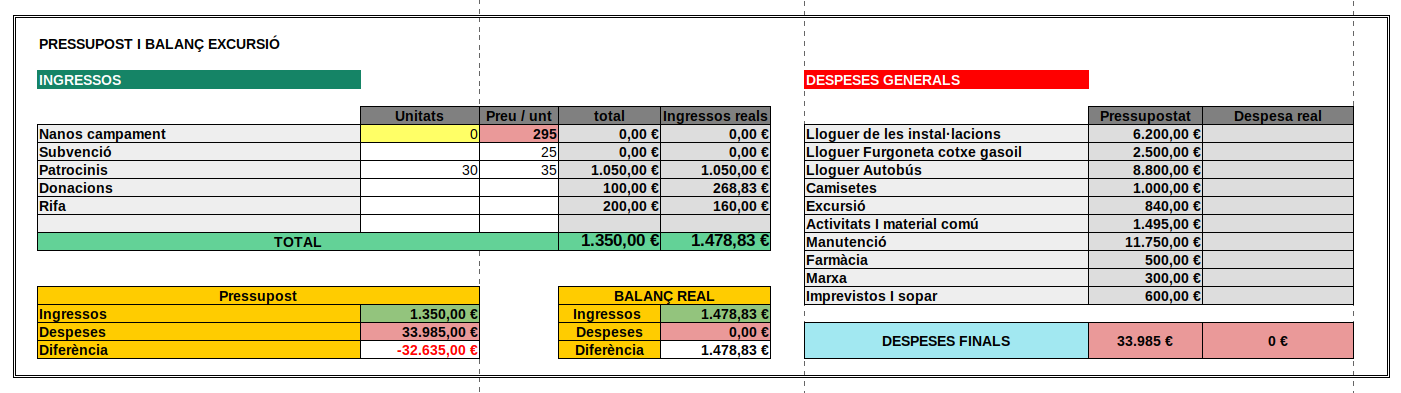 PRESSUPOST I BALANÇ EXCURSIÓ
INGRESSOS
Unitats Preu / unt total Ingressos reals
Nanos campament 0 295 0,00 € 0,00 €
Subvenció 25 0,00 € 0,00 €
Patrocinis 30 35 1.050,00 € 1.050,00 €
Donacions 100,00 € 268,83 €
Rifa 200,00 € 160,00 €
TOTAL 1.350,00 € 1.478,83 €
Pressupost
Ingressos 1.350,00 €
Despeses 33.985,00 €
Diferència -32.635,00 €
BALANÇ REAL
Ingressos 1.478,83 €
Despeses 0,00 €
Diferència 1.478,83 €
DESPESES GENERALS
Pressupostat Despesa real
Lloguer de les instal·lacions 6.200,00 €
Lloguer Furgoneta cotxe gasoil 2.500,00 €
Lloguer Autobús 8.800,00 €
Camisetes 1.000,00 €
Excursió 840,00 €
Activitats I material comú 1.495,00 €
Manutenció 11.750,00 €
Farmàcia 500,00 €
Marxa 300,00 €
Imprevistos I sopar 600,00 €
DESPESES FINALS 33.985 € 0 €